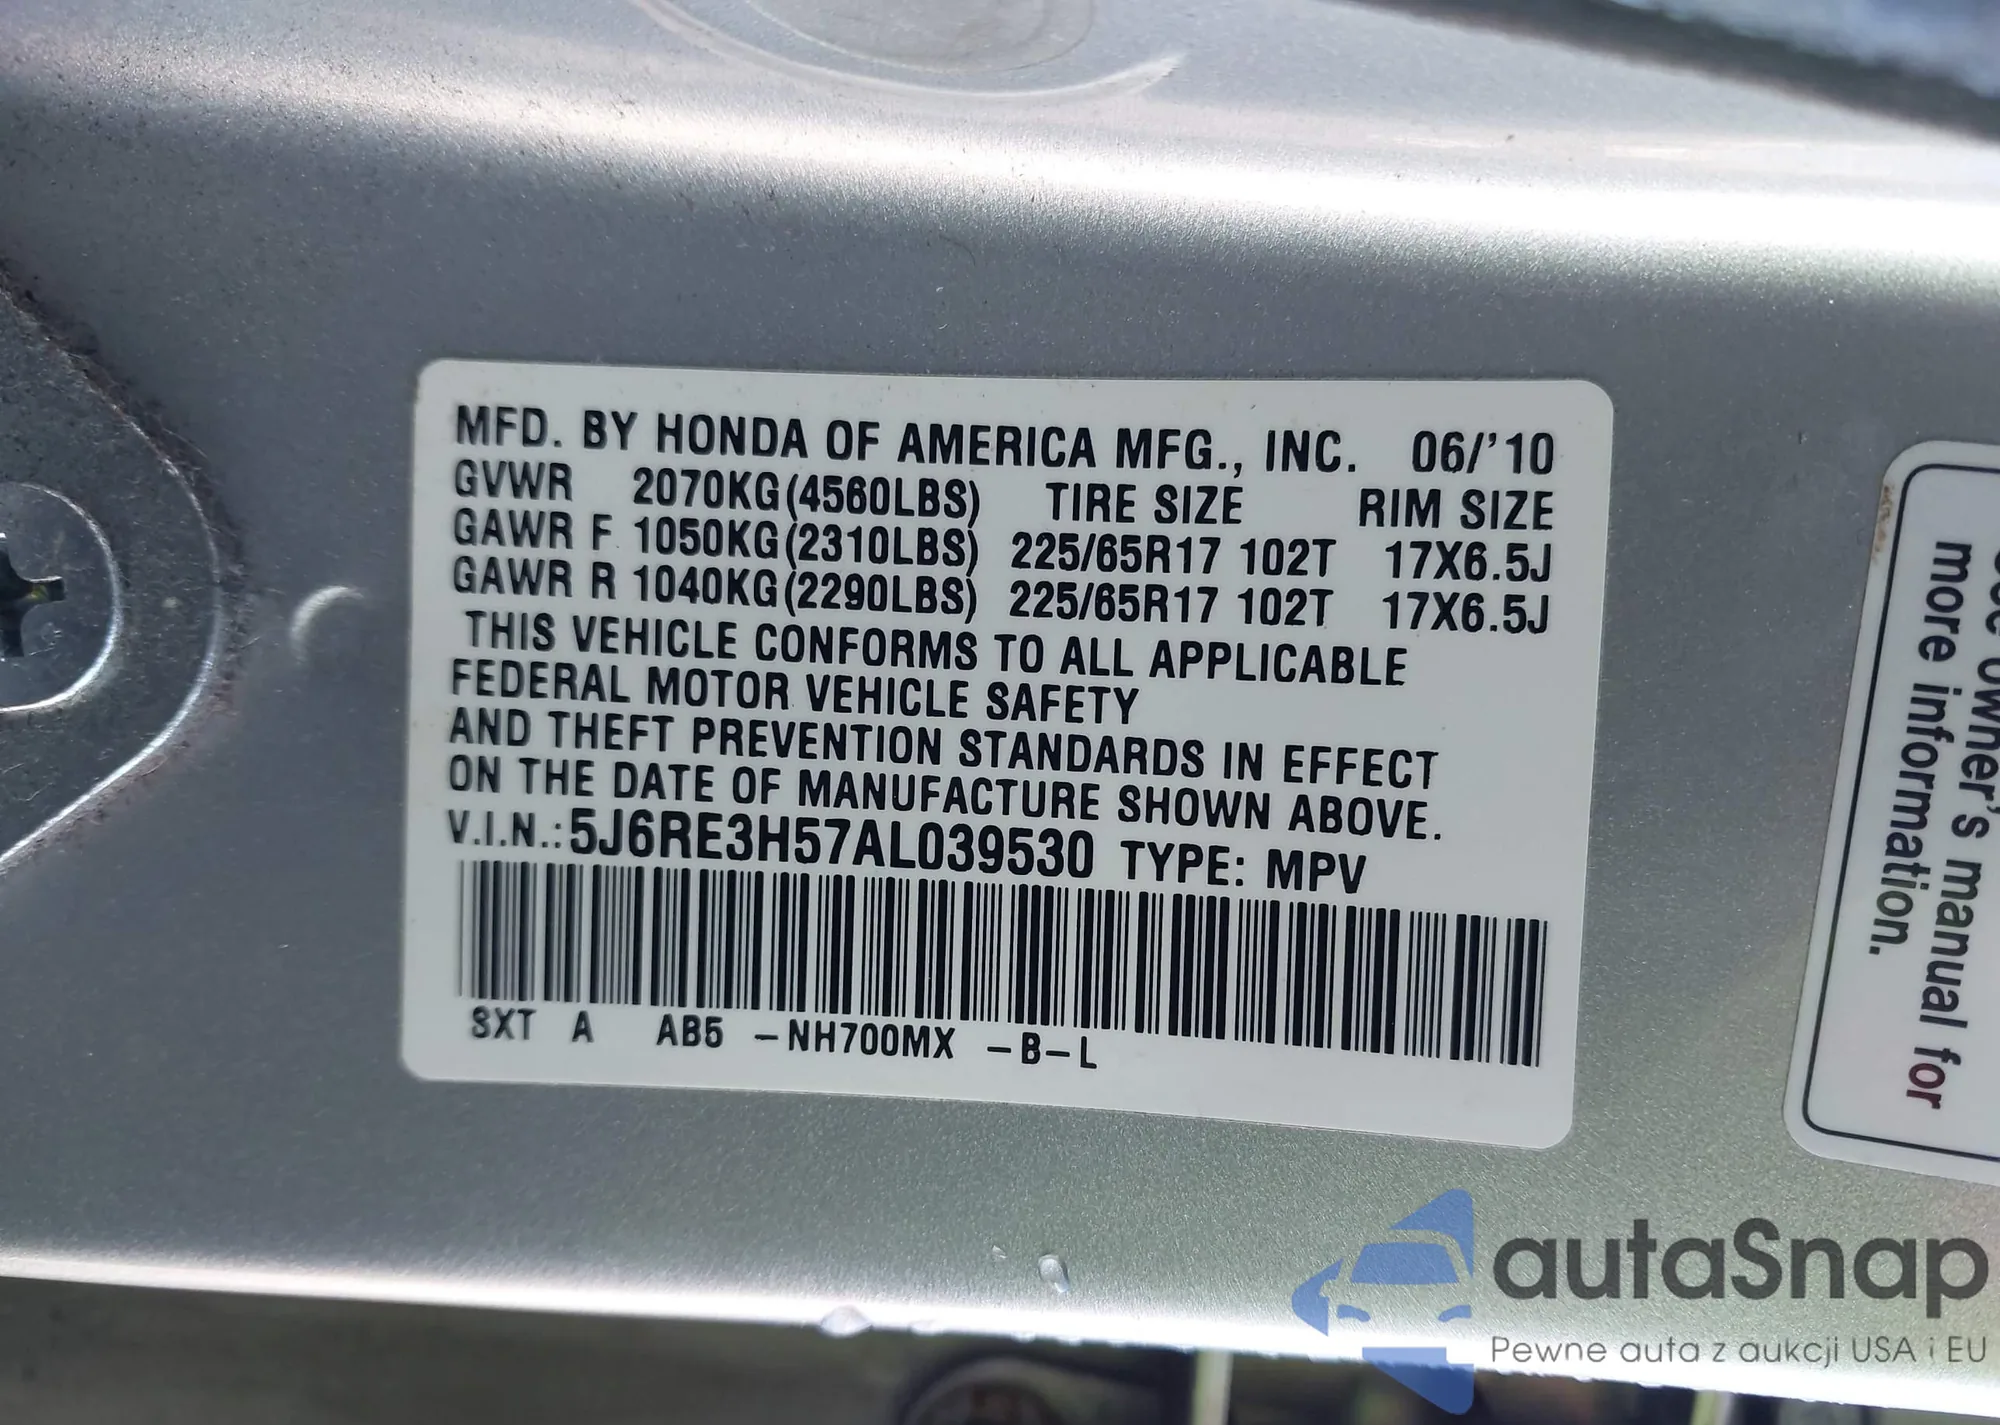 MFD. BY HONDA OF AMERICA MFG., INC. 06/'10
GVWR 2070KG(4560LBS) TIRE SIZE RIM SIZE
GAWR F 1050KG(2310LBS) 225/65R17 102T 17X6.5J
GAWR R 1040KG(2290LBS) 225/65R17 102T 17X6.5J
THIS VEHICLE CONFORMS TO ALL APPLICABLE
FEDERAL MOTOR VEHICLE SAFETY
AND THEFT PREVENTION STANDARDS IN EFFECT
ON THE DATE OF MANUFACTURE SHOWN ABOVE.
V.I.N.:5J6RE3H57AL039530 TYPE: MPV
SXT A AB5 -NH700MX -B-L
owner's manual for
more information.
autaSnap
Pewne auta z aukcji USA i EU